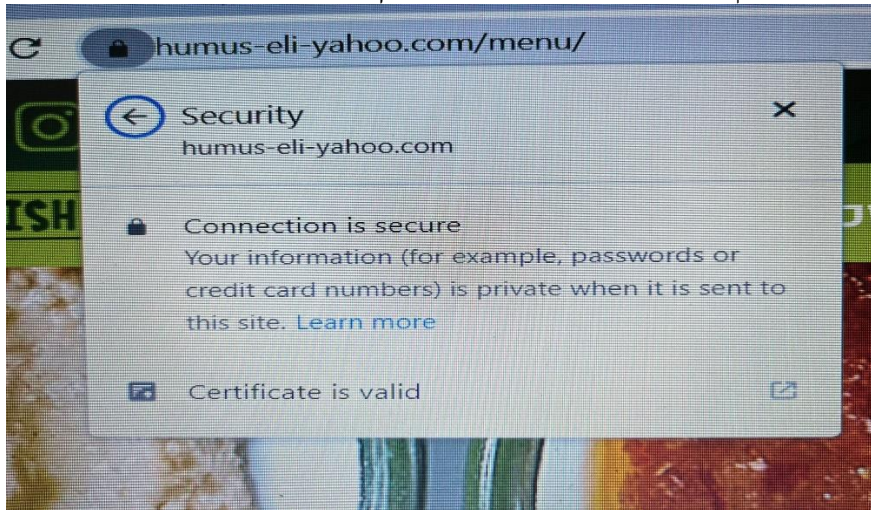 humus-eli-yahoo.com/menu/
Security
humus-eli-yahoo.com
ISH
Connection is secure
Your information (for example, passwords or
credit card numbers) is private when it is sent to
this site. Learn more
Certificate is valid